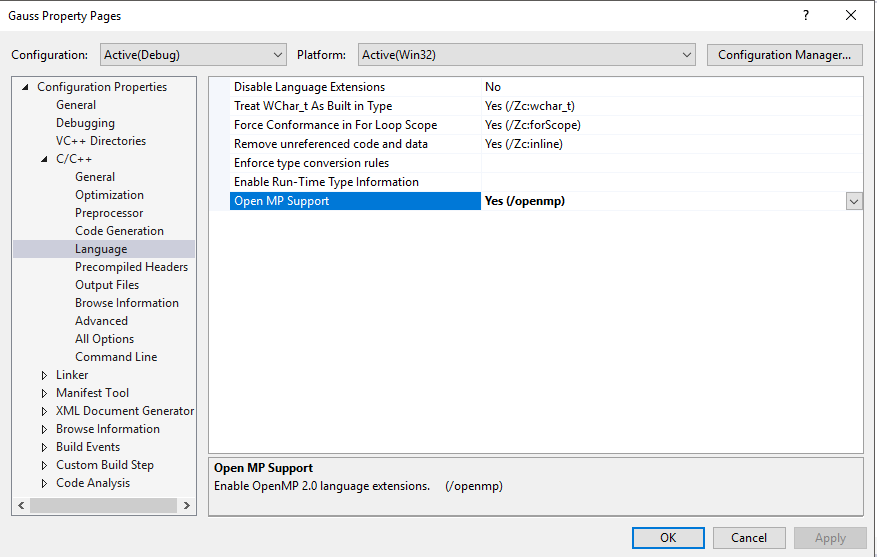 Gauss Property Pages
?
Configuration: Active(Debug) Platform: Active(Win32) Configuration Manager...
Configuration Properties
General
Debugging
VC++ Directories
C/C++
General
Optimization
Preprocessor
Code Generation
Language
Precompiled Headers
Output Files
Browse Information
Advanced
All Options
Command Line
Linker
Manifest Tool
XML Document Generator
Browse Information
Build Events
Custom Build Step
Code Analysis
Disable Language Extensions No
Treat WChar_t As Built in Type Yes (/Zc:wchar_t)
Force Conformance in For Loop Scope Yes (/Zc:forScope)
Remove unreferenced code and data Yes (/Zc:inline)
Enforce type conversion rules
Enable Run-Time Type Information
Open MP Support Yes (/openmp)
Open MP Support
Enable OpenMP 2.0 language extensions. (/openmp)
OK Cancel Apply